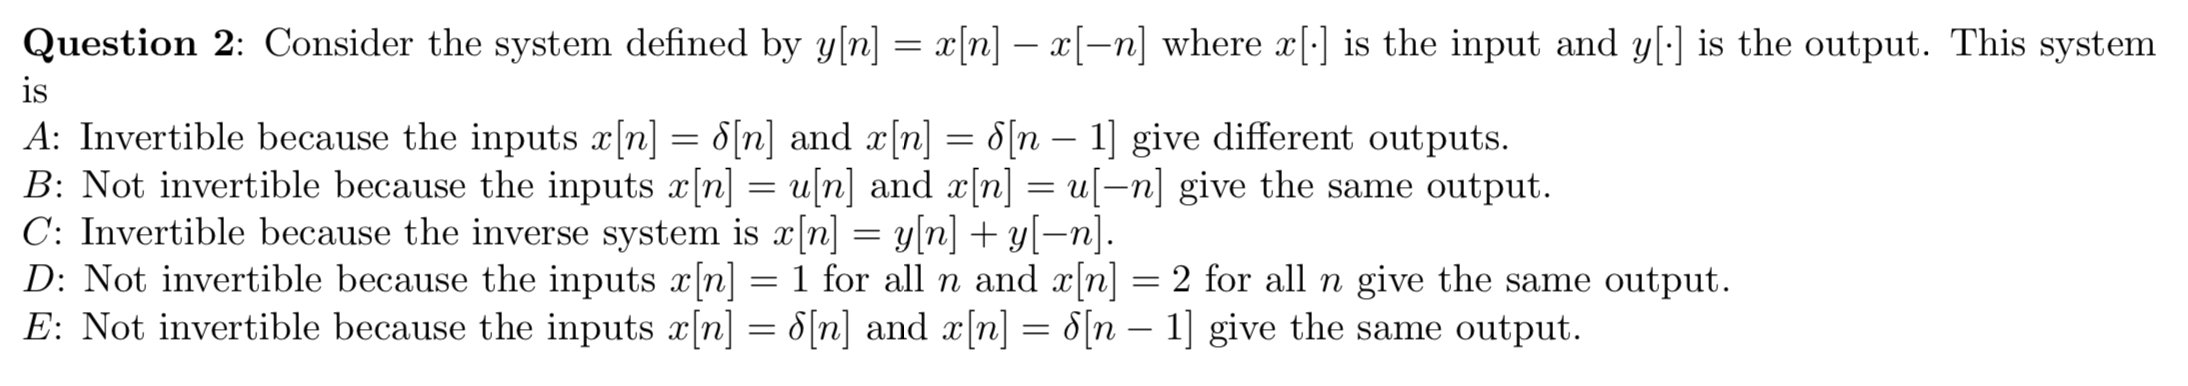 Question 2: Consider the system defined by y[n] = x[n] − x[−n] where x[·] is the input and y[·] is the output. This system
is
A: Invertible because the inputs x[n] = δ[n] and x[n] = δ[n − 1] give different outputs.
B: Not invertible because the inputs x[n] = u[n] and x[n] = u[−n] give the same output.
C: Invertible because the inverse system is x[n] = y[n] + y[−n].
D: Not invertible because the inputs x[n] = 1 for all n and x[n] = 2 for all n give the same output.
E: Not invertible because the inputs x[n] = δ[n] and x[n] = δ[n − 1] give the same output.